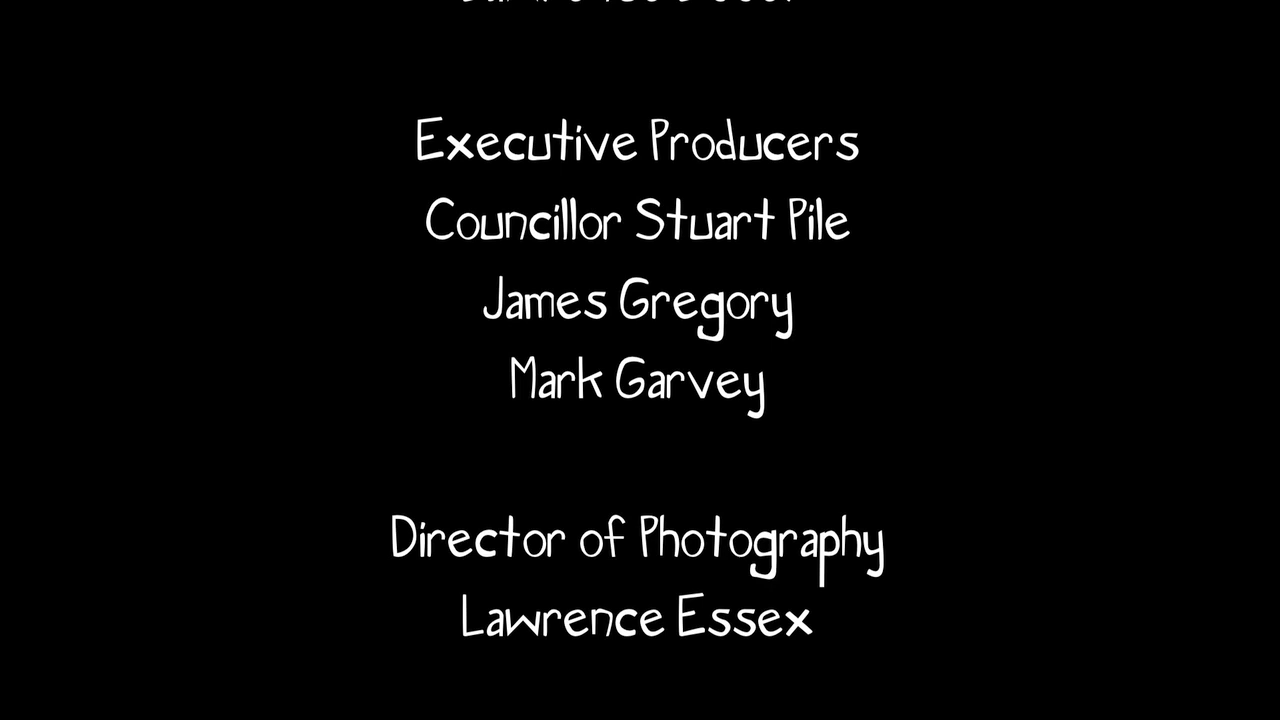 Executive Producers
Councillor Stuart Pile
James Gregory
Mark Garvey
Director of Photography
Lawrence Essex